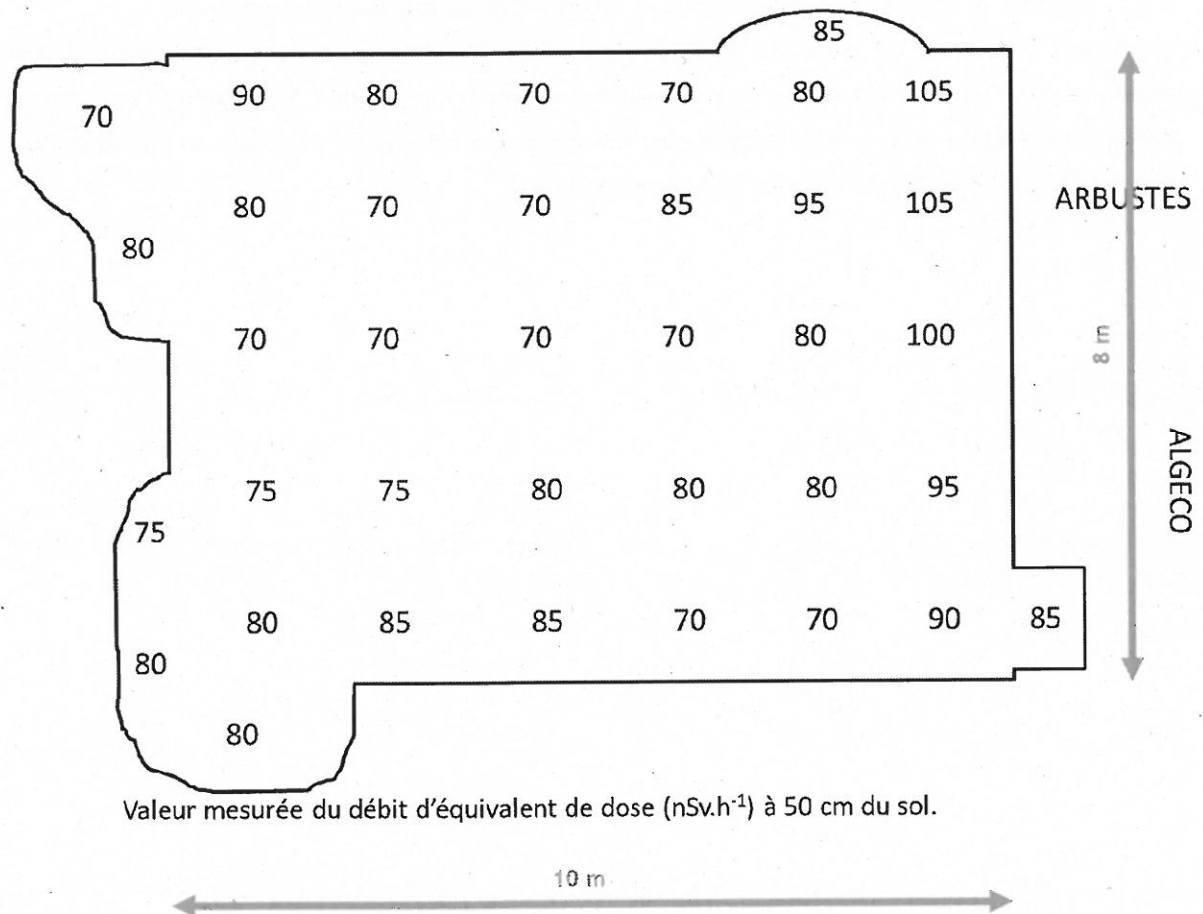 85
90 80 70 70 80 105
70
80 70 70 85 95 105
ARBUSTES
80
70 70 70 70 80 100
8 m
75 75 80 80 80 95
ALGECO
75
80 85 85 70 70 90 85
80
80
Valeur mesurée du débit d'équivalent de dose (nSv.h⁻¹) à 50 cm du sol.
10 m